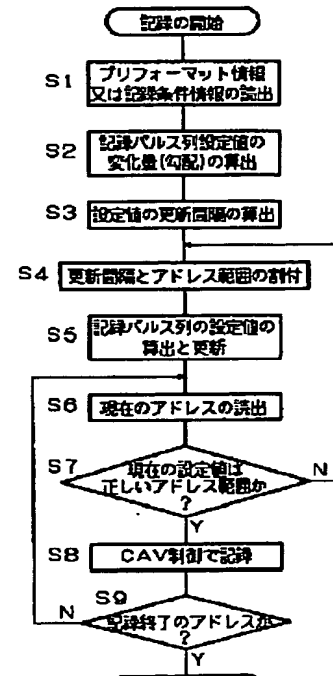 記録の開始
S1
プリフォーマット情報
又は記録条件情報の読出
S2
記録パルス列設定値の
変化量(勾配)の算出
S3
設定値の更新間隔の算出
S4
更新間隔とアドレス範囲の割付
S5
記録パルス列の設定値の
算出と更新
S6
現在のアドレスの読出
S7
現在の設定値は
正しいアドレス範囲か
?
N
Y
S8
CAV制御で記録
S9
N
記録終了のアドレスか
?
Y